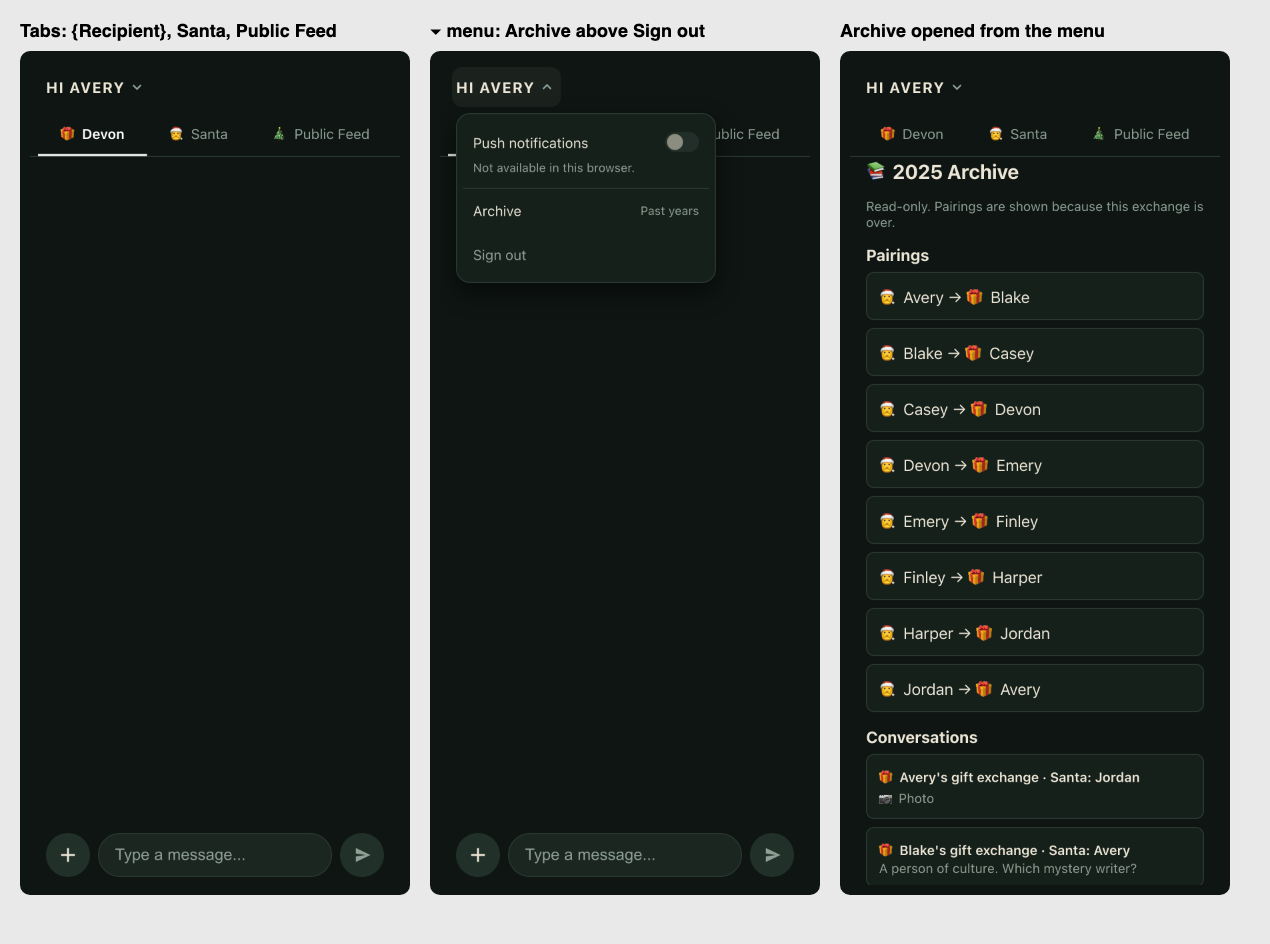 Tabs: {Recipient}, Santa, Public Feed
HI AVERY
Devon
Santa
Public Feed
Type a message...
menu: Archive above Sign out
HI AVERY
ublic Feed
Push notifications
Not available in this browser.
Archive
Past years
Sign out
Type a message...
Archive opened from the menu
HI AVERY
Devon
Santa
Public Feed
2025 Archive
Read-only. Pairings are shown because this exchange is
over.
Pairings
Avery → Blake
Blake → Casey
Casey → Devon
Devon → Emery
Emery → Finley
Finley → Harper
Harper → Jordan
Jordan → Avery
Conversations
Avery's gift exchange · Santa: Jordan
Photo
Blake's gift exchange · Santa: Avery
A person of culture. Which mystery writer?